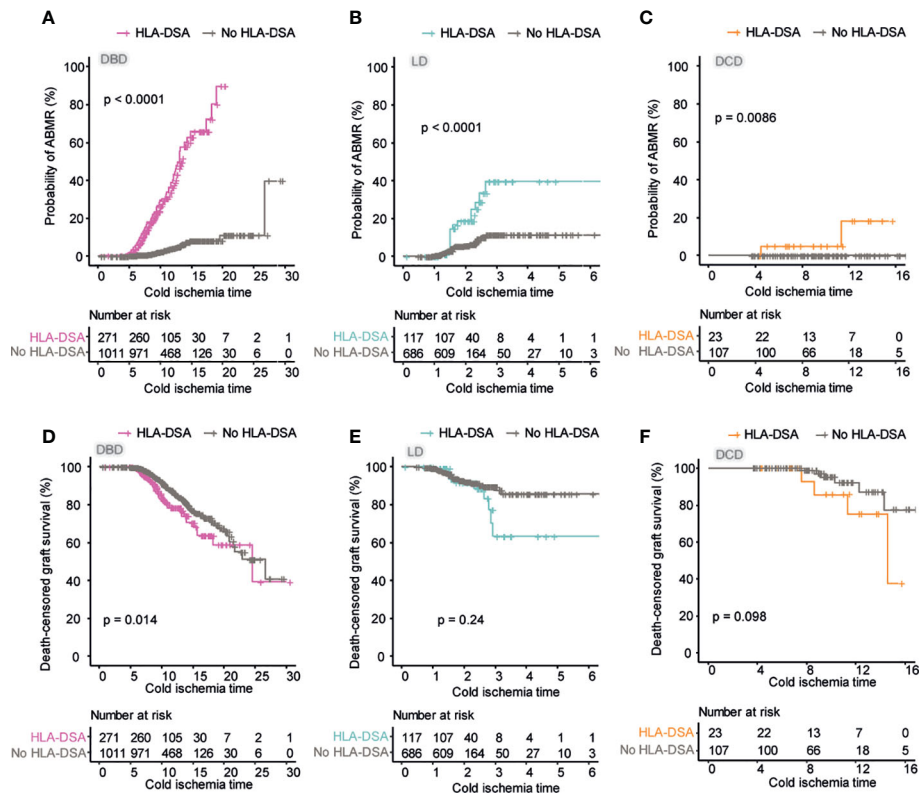 A
HLA-DSA No HLA-DSA
DBD
p < 0.0001
Probability of ABMR (%)
100
80
60
40
20
0
0 5 10 15 20 25 30
Cold ischemia time
Number at risk
HLA-DSA 271 260 105 30 7 2 1
No HLA-DSA 1011 971 468 126 30 6 0
0 5 10 15 20 25 30
Cold ischemia time
B
HLA-DSA No HLA-DSA
LD
p < 0.0001
Probability of ABMR (%)
100
80
60
40
20
0
0 1 2 3 4 5 6
Cold ischemia time
Number at risk
HLA-DSA 117 107 40 8 4 1 1
No HLA-DSA 686 609 164 50 27 10 3
0 1 2 3 4 5 6
Cold ischemia time
C
HLA-DSA No HLA-DSA
DCD
p = 0.0086
Probability of ABMR (%)
100
80
60
40
20
0
0 4 8 12 16
Cold ischemia time
Number at risk
HLA-DSA 23 22 13 7 0
No HLA-DSA 107 100 66 18 5
0 4 8 12 16
Cold ischemia time
D
HLA-DSA No HLA-DSA
DBD
p = 0.014
Death-censored graft survival (%)
100
80
60
40
20
0
0 5 10 15 20 25 30
Cold ischemia time
Number at risk
HLA-DSA 271 260 105 30 7 2 1
No HLA-DSA 1011 971 468 126 30 6 0
0 5 10 15 20 25 30
Cold ischemia time
E
HLA-DSA No HLA-DSA
LD
p = 0.24
Death-censored graft survival (%)
100
80
60
40
20
0
0 1 2 3 4 5 6
Cold ischemia time
Number at risk
HLA-DSA 117 107 40 8 4 1 1
No HLA-DSA 686 609 164 50 27 10 3
0 1 2 3 4 5 6
Cold ischemia time
F
HLA-DSA No HLA-DSA
DCD
p = 0.098
Death-censored graft survival (%)
100
80
60
40
20
0
0 4 8 12 16
Cold ischemia time
Number at risk
HLA-DSA 23 22 13 7 0
No HLA-DSA 107 100 66 18 5
0 4 8 12 16
Cold ischemia time